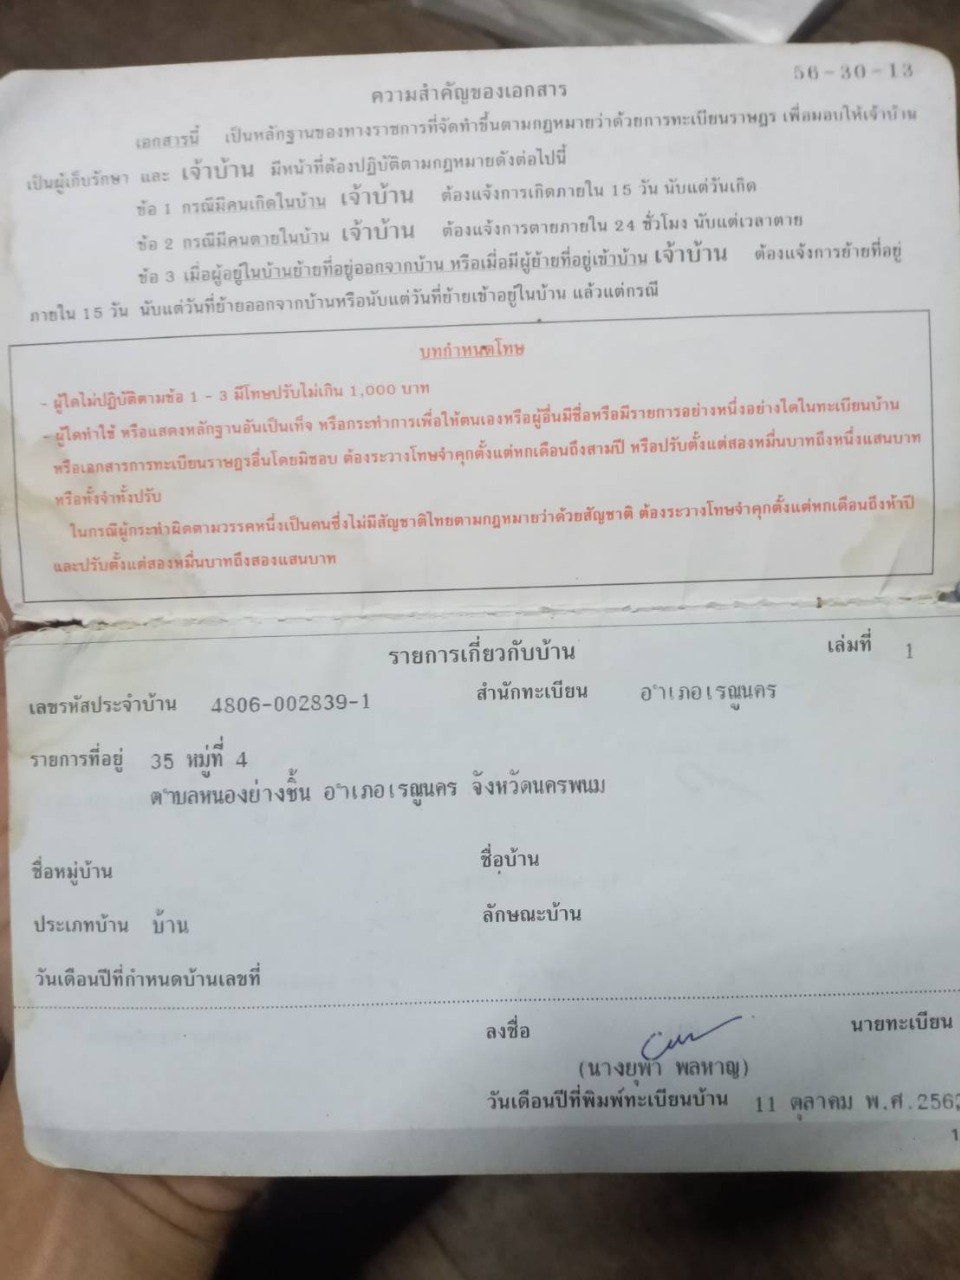 56-30-13
ความสำคัญของเอกสาร
เอกสารนี้ เป็นหลักฐานของทางราชการที่จัดทำขึ้นตามกฎหมายว่าด้วยการทะเบียนราษฎร เพื่อมอบให้เจ้าบ้าน
เป็นผู้เก็บรักษา และ เจ้าบ้าน มีหน้าที่ต้องปฏิบัติตามกฎหมายดังต่อไปนี้
ข้อ 1 กรณีมีคนเกิดในบ้าน เจ้าบ้าน ต้องแจ้งการเกิดภายใน 15 วัน นับแต่วันเกิด
ข้อ 2 กรณีมีคนตายในบ้าน เจ้าบ้าน ต้องแจ้งการตายภายใน 24 ชั่วโมง นับแต่เวลาตาย
ข้อ 3 เมื่อผู้อยู่ในบ้านย้ายที่อยู่ออกจากบ้าน หรือเมื่อมีผู้ย้ายที่อยู่เข้าบ้าน เจ้าบ้าน ต้องแจ้งการย้ายที่อยู่
ภายใน 15 วัน นับแต่วันที่ย้ายออกจากบ้านหรือนับแต่วันที่ย้ายเข้าอยู่ในบ้าน แล้วแต่กรณี
บทกำหนดโทษ
- ผู้ใดไม่ปฏิบัติตามข้อ 1 - 3 มีโทษปรับไม่เกิน 1,000 บาท
- ผู้ใดทำใช้ หรือแสดงหลักฐานอันเป็นเท็จ หรือกระทำการเพื่อให้ตนเองหรือผู้อื่นมีชื่อหรือมีรายการอย่างหนึ่งอย่างใดในทะเบียนบ้าน
หรือเอกสารการทะเบียนราษฎรอื่นโดยมิชอบ ต้องระวางโทษจำคุกตั้งแต่หกเดือนถึงสามปี หรือปรับตั้งแต่สองหมื่นบาทถึงหนึ่งแสนบาท
หรือทั้งจำทั้งปรับ
ในกรณีผู้กระทำผิดตามวรรคหนึ่งเป็นคนซึ่งไม่มีสัญชาติไทยตามกฎหมายว่าด้วยสัญชาติ ต้องระวางโทษจำคุกตั้งแต่หกเดือนถึงห้าปี
และปรับตั้งแต่สองหมื่นบาทถึงสองแสนบาท
รายการเกี่ยวกับบ้าน เล่มที่ 1
เลขรหัสประจำบ้าน 4806-002839-1 สำนักทะเบียน อำเภอเรณูนคร
รายการที่อยู่ 35 หมู่ที่ 4
ตำบลหนองย่างชิ้น อำเภอเรณูนคร จังหวัดนครพนม
ชื่อหมู่บ้าน ชื่อบ้าน
ประเภทบ้าน บ้าน ลักษณะบ้าน
วันเดือนปีที่กำหนดบ้านเลขที่
ลงชื่อ นายทะเบียน
(นางยุพา พลหาญ)
วันเดือนปีที่พิมพ์ทะเบียนบ้าน 11 ตุลาคม พ.ศ.2562